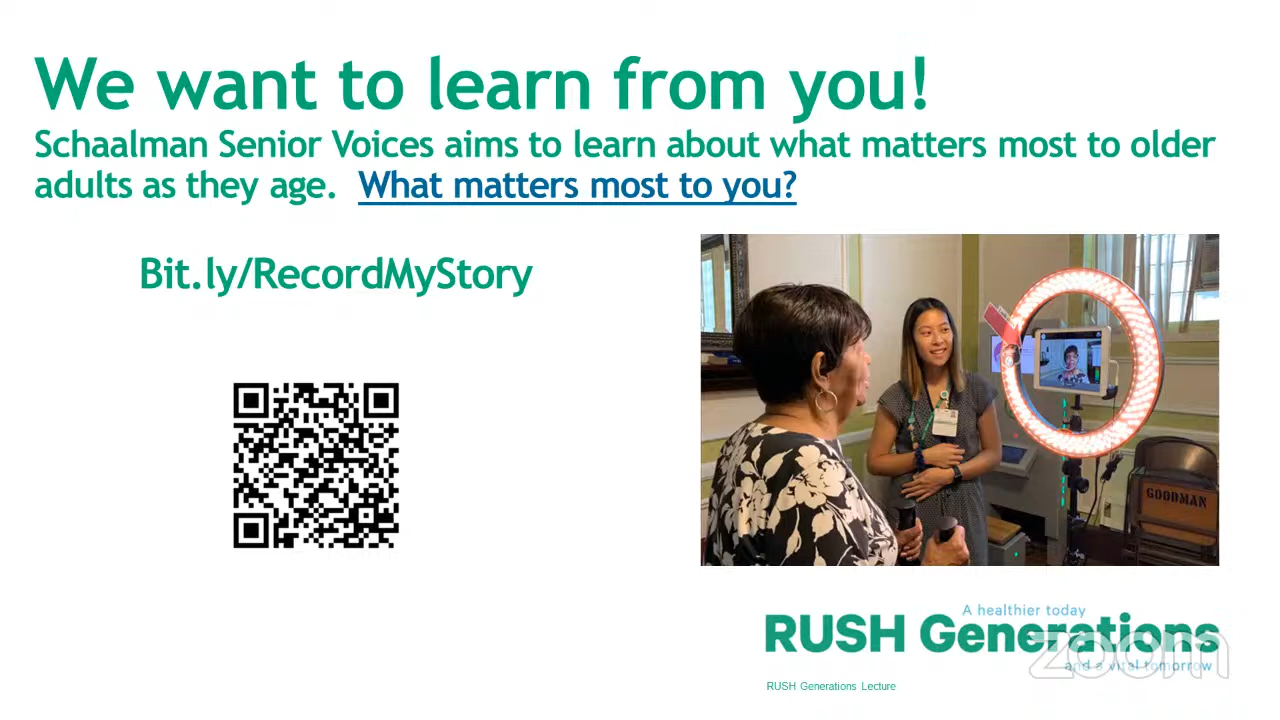 We want to learn from you!
Schaalman Senior Voices aims to learn about what matters most to older
adults as they age. What matters most to you?
Bit.ly/RecordMyStory
GOODMAN
A healthier today
RUSH Generations
zoom
and a vital tomorrow
RUSH Generations Lecture